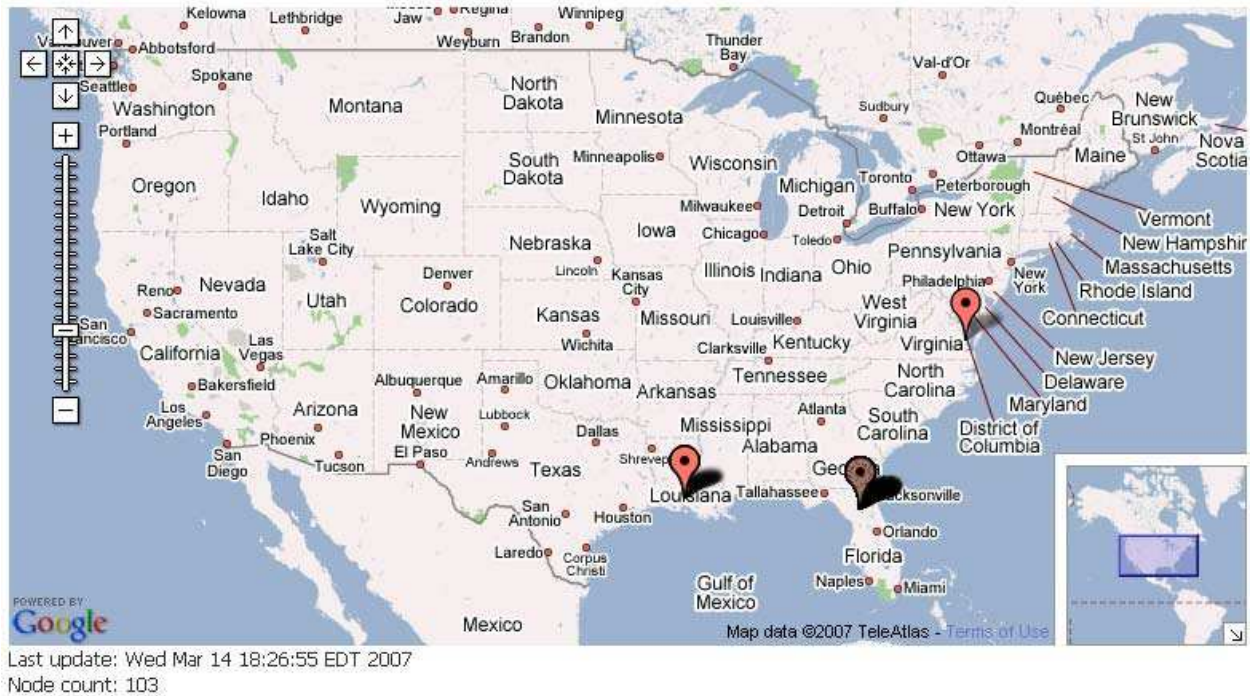 Kelowna
Lethbridge
Jaw
Regina
Winnipeg
Weyburn
Brandon
Thunder
Bay
Val-d'Or
Abbotsford
Seattle
Spokane
Washington
Portland
Montana
North
Dakota
Minnesota
Sudbury
Québec
New
Brunswick
Montréal
St John
Nova
Scotia
Ottawa
Maine
Oregon
Idaho
Wyoming
South
Dakota
Minneapolis
Wisconsin
Michigan
Toronto
Peterborough
Milwaukee
Detroit
Buffalo
New York
Vermont
New Hampshir
Massachusetts
Rhode Island
Connecticut
Salt
Lake City
Nebraska
Iowa
Chicago
Toledo
Pennsylvania
Lincoln
Kansas
City
Illinois
Indiana
Ohio
Philadelphia
New
York
Reno
Nevada
Utah
Denver
Colorado
Sacramento
San
ancisco
Kansas
Missouri
Louisville
West
Virginia
Virginia
California
Las
Vegas
Wichita
Clarksville
Kentucky
New Jersey
Delaware
Maryland
District of
Columbia
Bakersfield
Albuquerque
Amarillo
Oklahoma
Arkansas
Tennessee
North
Carolina
Los
Angeles
Arizona
New
Mexico
Lubbock
Mississippi
Atlanta
South
Carolina
Phoenix
El Paso
Dallas
Alabama
San
Diego
Tucson
Andrews
Texas
Shrevep
Geo
Louisiana
Tallahassee
cksonville
San
Antonio
Houston
Orlando
Laredo
Corpus
Christi
Florida
Gulf of
Mexico
Naples
Miami
Mexico
POWERED BY
Google
Map data ©2007 TeleAtlas - Terms of Use
Last update: Wed Mar 14 18:26:55 EDT 2007
Node count: 103